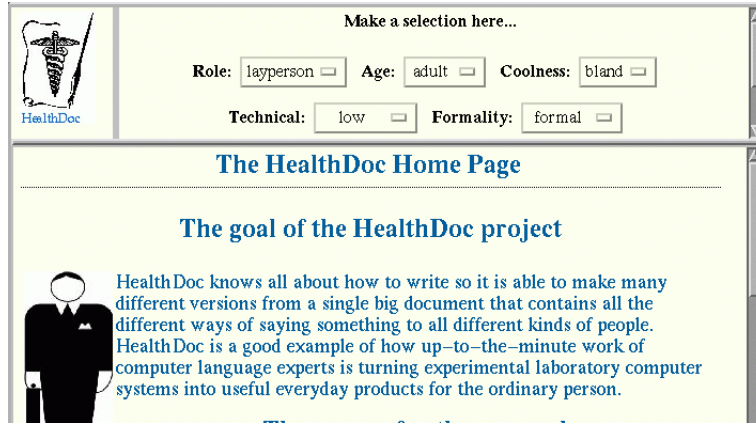 Make a selection here...
Role: layperson Age: adult Coolness: bland
HealthDoc
Technical: low Formality: formal
The HealthDoc Home Page
The goal of the HealthDoc project
HealthDoc knows all about how to write so it is able to make many
different versions from a single big document that contains all the
different ways of saying something to all different kinds of people.
HealthDoc is a good example of how up-to-the-minute work of
computer language experts is turning experimental laboratory computer
systems into useful everyday products for the ordinary person.